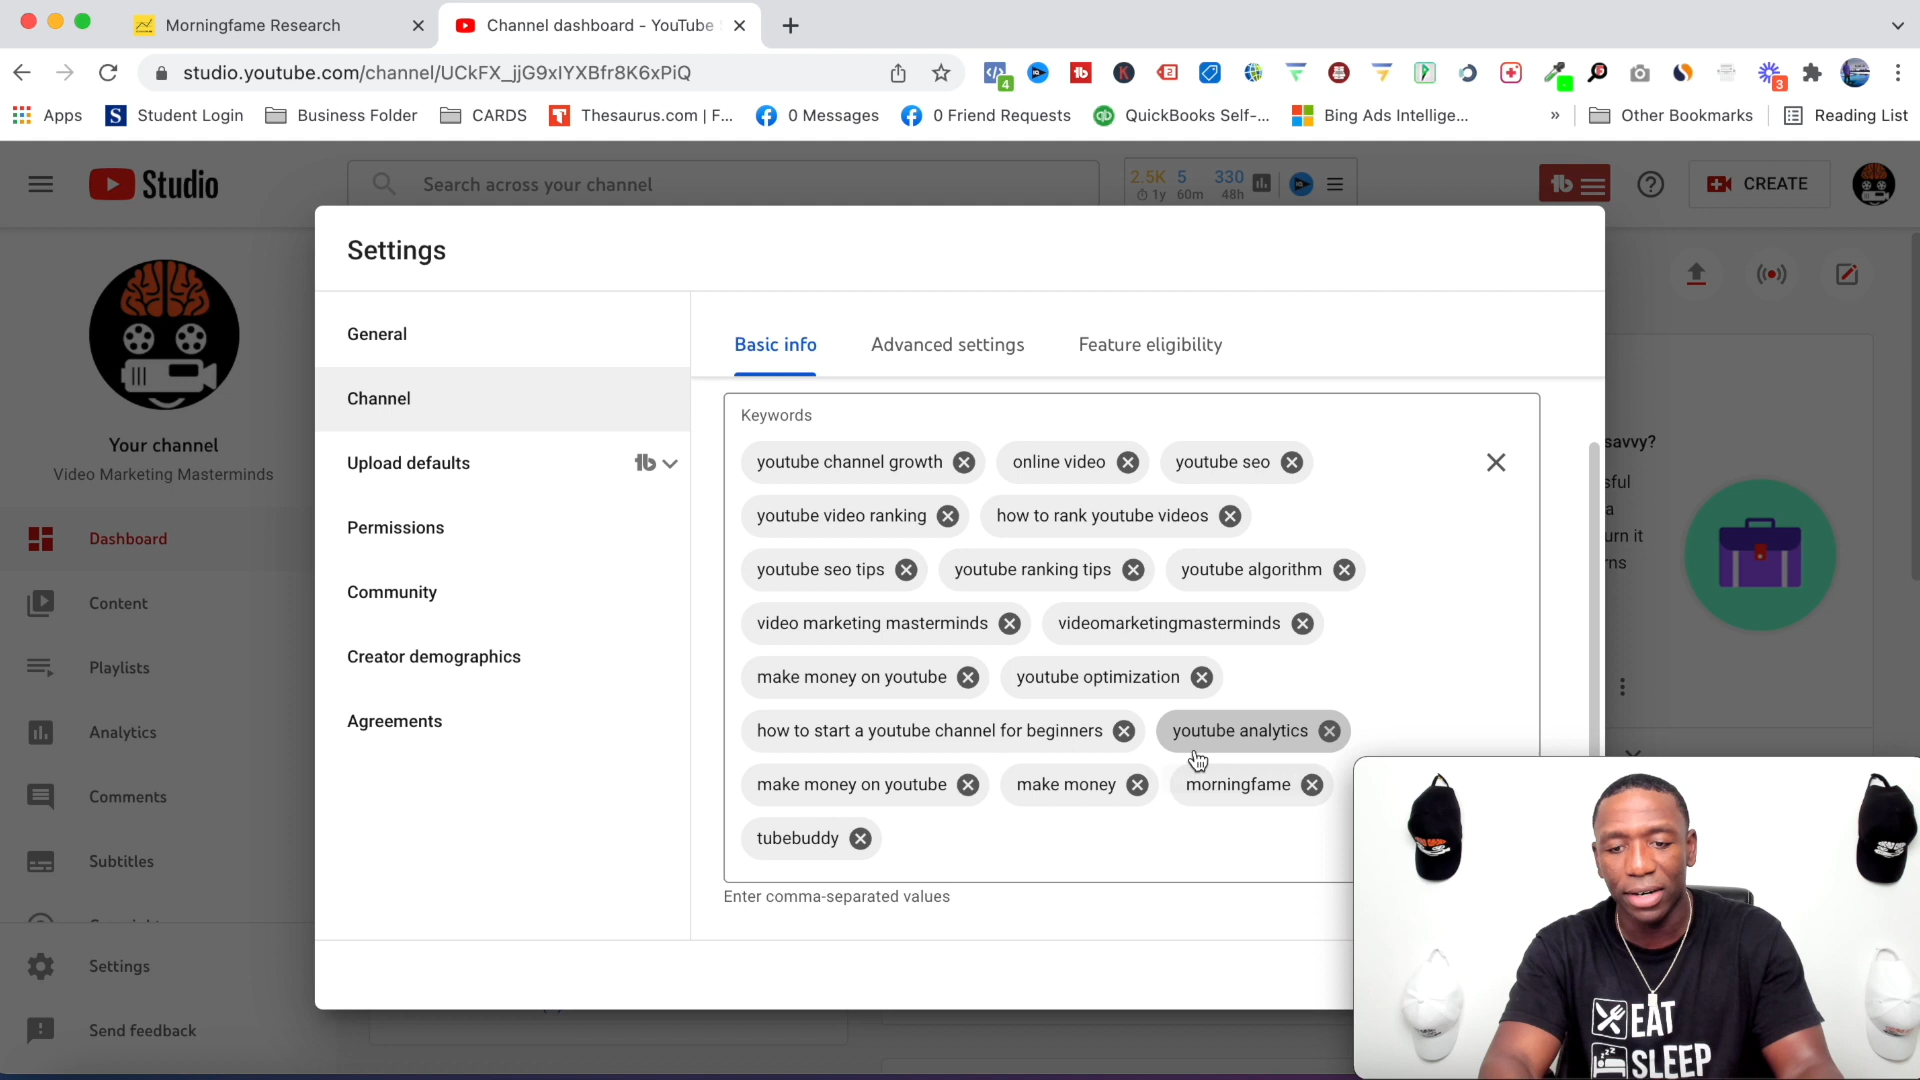 Morningfame Research
Channel dashboard - YouTube
studio.youtube.com/channel/UCkFX_jjG9xIYXBfr8K6xPiQ
4
2
3
Apps
Student Login
Business Folder
CARDS
Thesaurus.com | F...
0 Messages
0 Friend Requests
QuickBooks Self-...
Bing Ads Intellige...
»
Other Bookmarks
Reading List
Studio
Search across your channel
2.5K 5 330
1y 60m 48h
CREATE
Your channel
Video Marketing Masterminds
Dashboard
Content
Playlists
Analytics
Comments
Subtitles
Settings
Send feedback
Settings
General
Channel
Upload defaults
Permissions
Community
Creator demographics
Agreements
Basic info
Advanced settings
Feature eligibility
Keywords
youtube channel growth
online video
youtube seo
youtube video ranking
how to rank youtube videos
youtube seo tips
youtube ranking tips
youtube algorithm
video marketing masterminds
videomarketingmasterminds
make money on youtube
youtube optimization
how to start a youtube channel for beginners
youtube analytics
make money on youtube
make money
morningfame
tubebuddy
Enter comma-separated values
savvy?
EAT
SLEEP